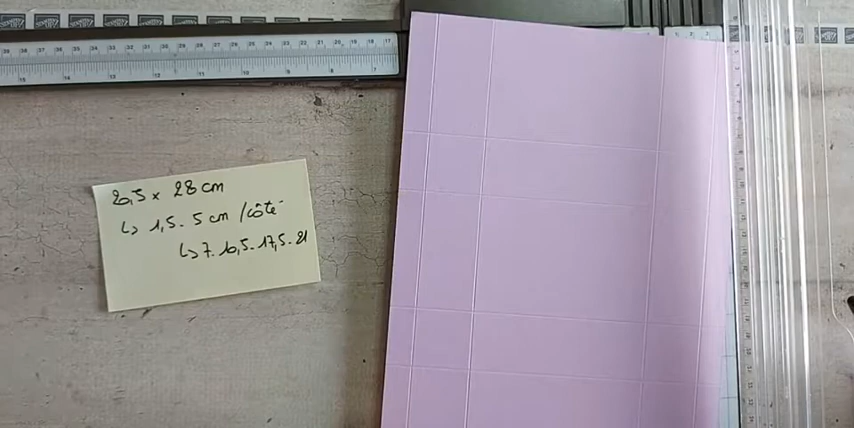 20,5 x 28 cm
↳ 1,5 - 5 cm / côté
↳ 7 - 10,5 - 17,5 - 21